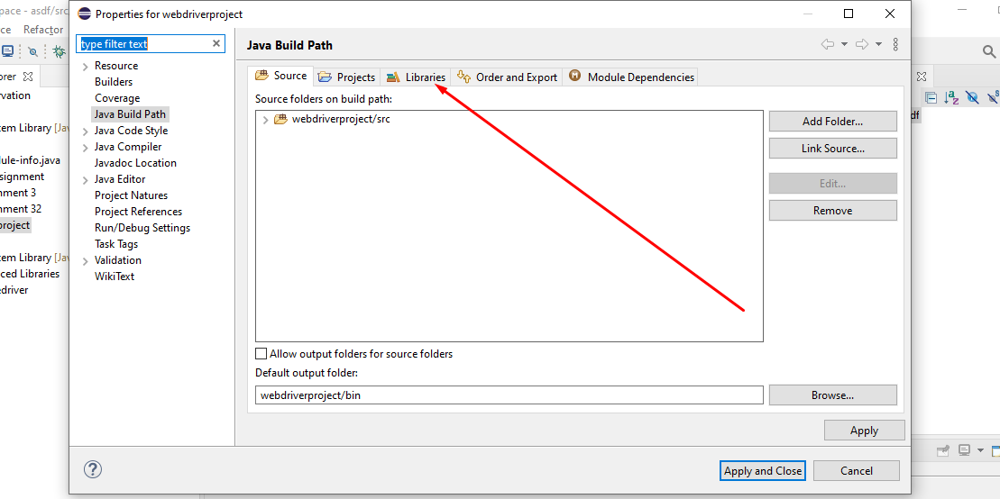 pace - asdf/src
Properties for webdriverproject
ce Refactor
type filter text
Java Build Path
orer
Resource
Builders
Coverage
Java Build Path
Java Code Style
Java Compiler
Javadoc Location
Java Editor
Project Natures
Project References
Run/Debug Settings
Task Tags
Validation
WikiText
rvation
tem Library [Jav
lule-info.java
signment
nment 3
nment 32
project
tem Library [Jav
ced Libraries
edriver
Source Projects Libraries Order and Export Module Dependencies
Source folders on build path:
webdriverproject/src
Add Folder...
Link Source...
Edit...
Remove
Allow output folders for source folders
Default output folder:
webdriverproject/bin
Browse...
Apply
Apply and Close Cancel
df